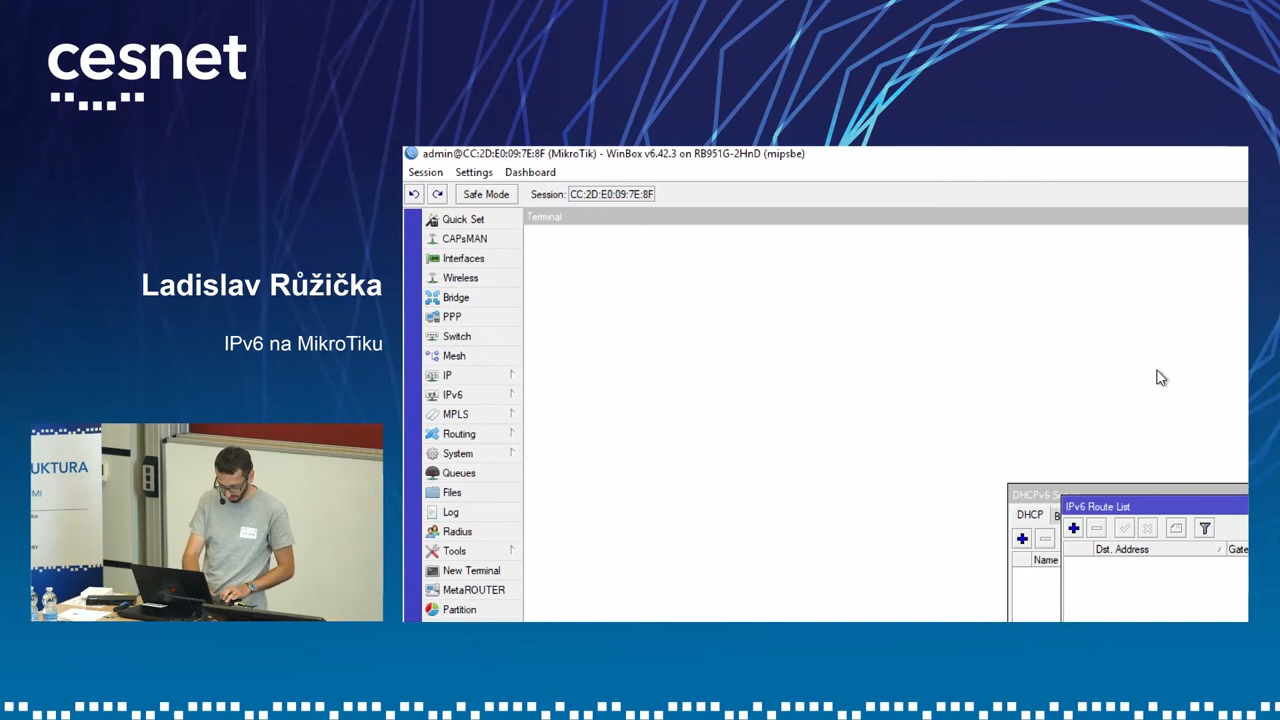 cesnet
Ladislav Růžička
IPv6 na MikroTiku
UKTURA
admin@CC:2D:E0:09:7E:8F (MikroTik) - WinBox v6.42.3 on RB951G-2HnD (mipsbe)
Session Settings Dashboard
Safe Mode Session: CC:2D:E0:09:7E:8F
Terminal
Quick Set
CAPsMAN
Interfaces
Wireless
Bridge
PPP
Switch
Mesh
IP
IPv6
MPLS
Routing
System
Queues
Files
Log
Radius
Tools
New Terminal
MetaROUTER
Partition
DHCPv6 Se
DHCP B
Name
IPv6 Route List
Dst. Address Gate